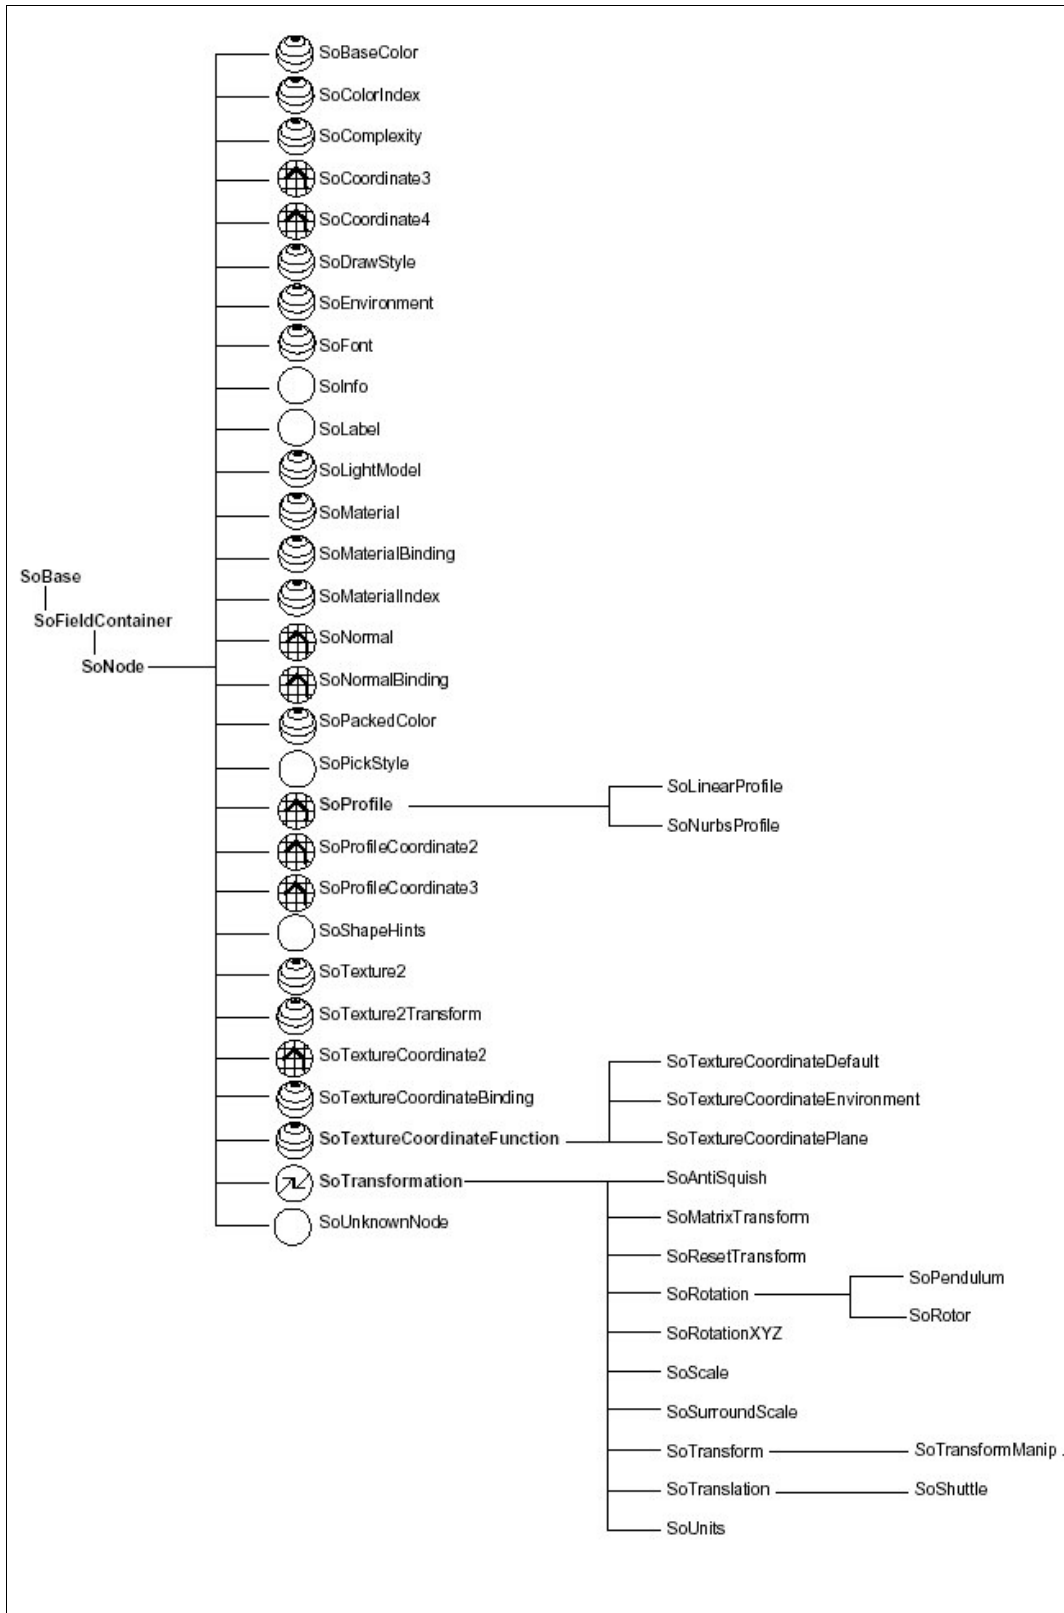 SoBaseColor
SoColorIndex
SoComplexity
SoCoordinate3
SoCoordinate4
SoDrawStyle
SoEnvironment
SoFont
SoInfo
SoLabel
SoLightModel
SoMaterial
SoMaterialBinding
SoBase
SoMaterialIndex
SoFieldContainer
SoNormal
SoNode
SoNormalBinding
SoPackedColor
SoPickStyle
SoLinearProfile
SoProfile
SoNurbsProfile
SoProfileCoordinate2
SoProfileCoordinate3
SoShapeHints
SoTexture2
SoTexture2Transform
SoTextureCoordinate2
SoTextureCoordinateDefault
SoTextureCoordinateBinding
SoTextureCoordinateEnvironment
SoTextureCoordinateFunction
SoTextureCoordinatePlane
SoTransformation
SoAntiSquish
SoUnknownNode
SoMatrixTransform
SoResetTransform
SoPendulum
SoRotation
SoRotor
SoRotationXYZ
SoScale
SoSurroundScale
SoTransform
SoTransformManip .
SoTranslation
SoShuttle
SoUnits